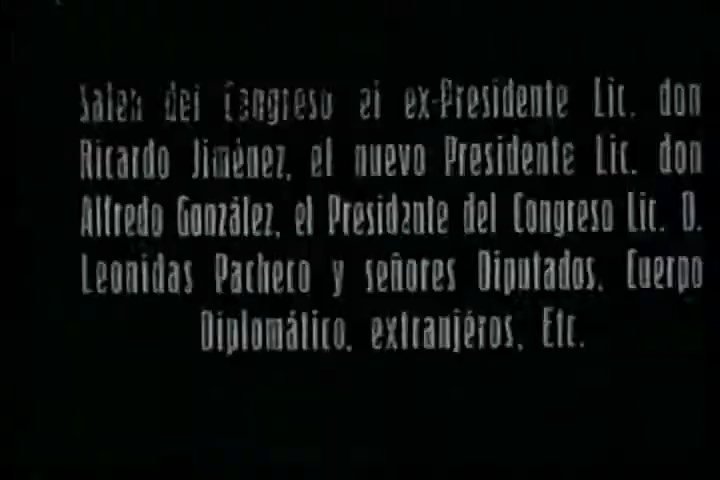 Salen del Congreso el ex-Presidente Lic. don
Ricardo Jiménez, el nuevo Presidente Lic. don
Alfredo González, el Presidente del Congreso Lic. D.
Leonidas Pacheco y señores Diputados, Cuerpo
Diplomático, extranjéros, Etc.